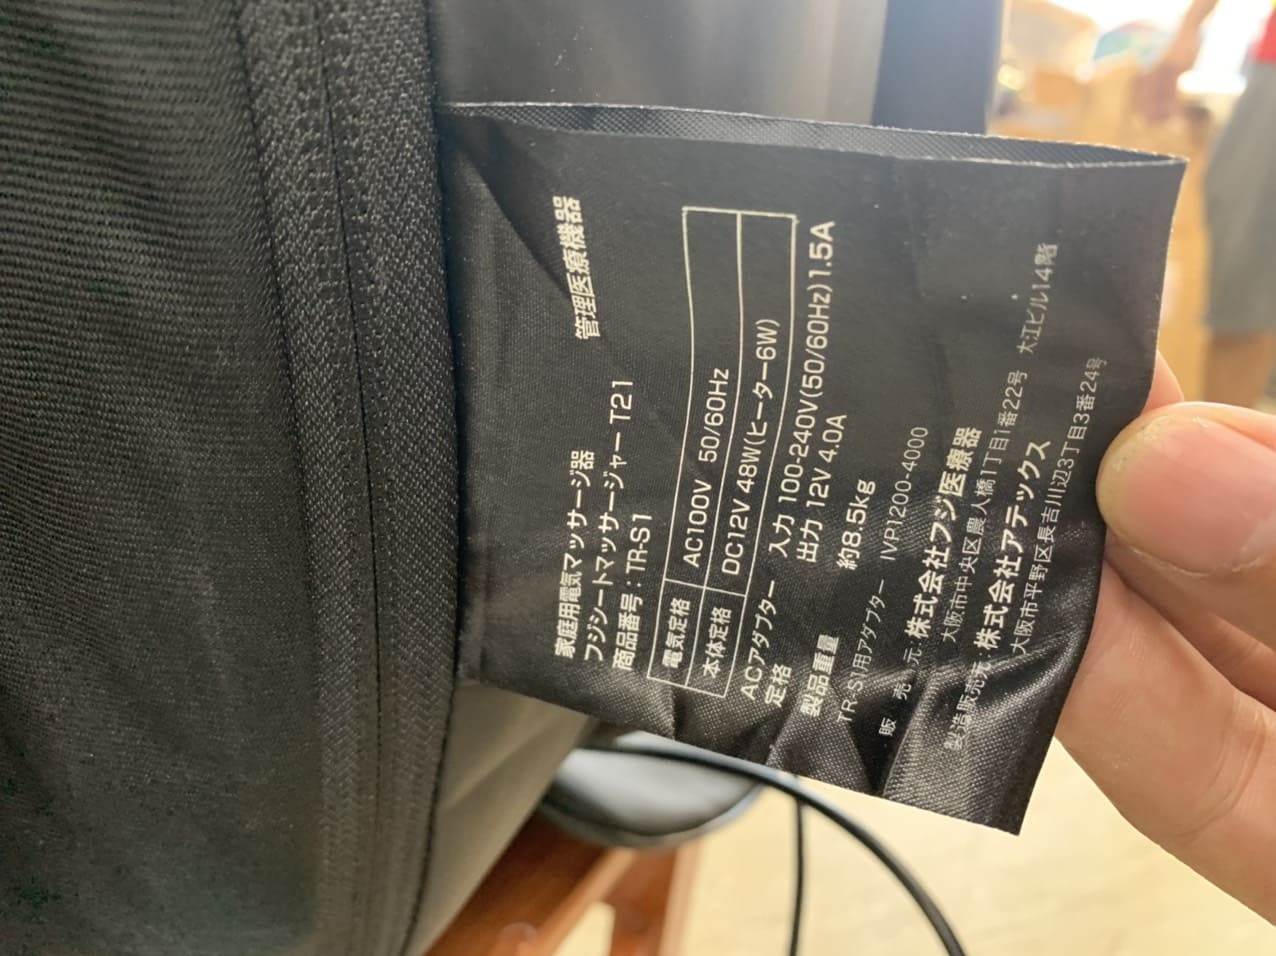 管理医療機器
家庭用電気マッサージ器
フジシートマッサージャー T21
商品番号：TR-S1
電気定格 AC100V 50/60Hz
本体定格 DC12V 48W(ヒーター6W)
ACアダプター 入力 100-240V(50/60Hz)1.5A
定格 出力 12V 4.0A
製品重量 約8.5kg
TR-S1用アダプター IVP1200-4000
販売元 株式会社フジ医療器
大阪市中央区農人橋1丁目1番22号 大江ビル14階
製造販売元 株式会社アテックス
大阪市平野区長吉川辺3丁目3番24号